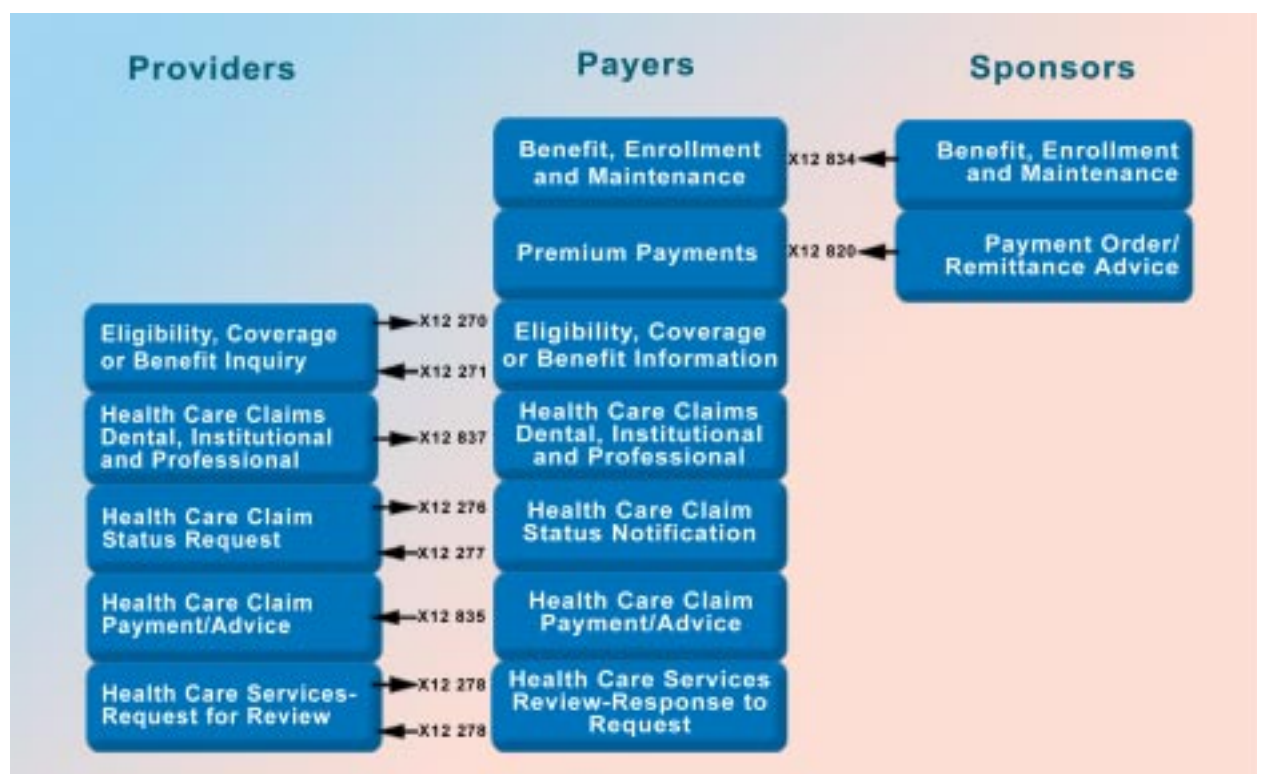 Providers
Payers
Sponsors
Benefit, Enrollment
and Maintenance
X12 834
Benefit, Enrollment
and Maintenance
Premium Payments
X12 820
Payment Order/
Remittance Advice
Eligibility, Coverage
or Benefit Inquiry
X12 270
X12 271
Eligibility, Coverage
or Benefit Information
Health Care Claims
Dental, Institutional
and Professional
X12 837
Health Care Claims
Dental, Institutional
and Professional
Health Care Claim
Status Request
X12 276
X12 277
Health Care Claim
Status Notification
Health Care Claim
Payment/Advice
X12 835
Health Care Claim
Payment/Advice
Health Care Services-
Request for Review
X12 278
X12 278
Health Care Services
Review-Response to
Request